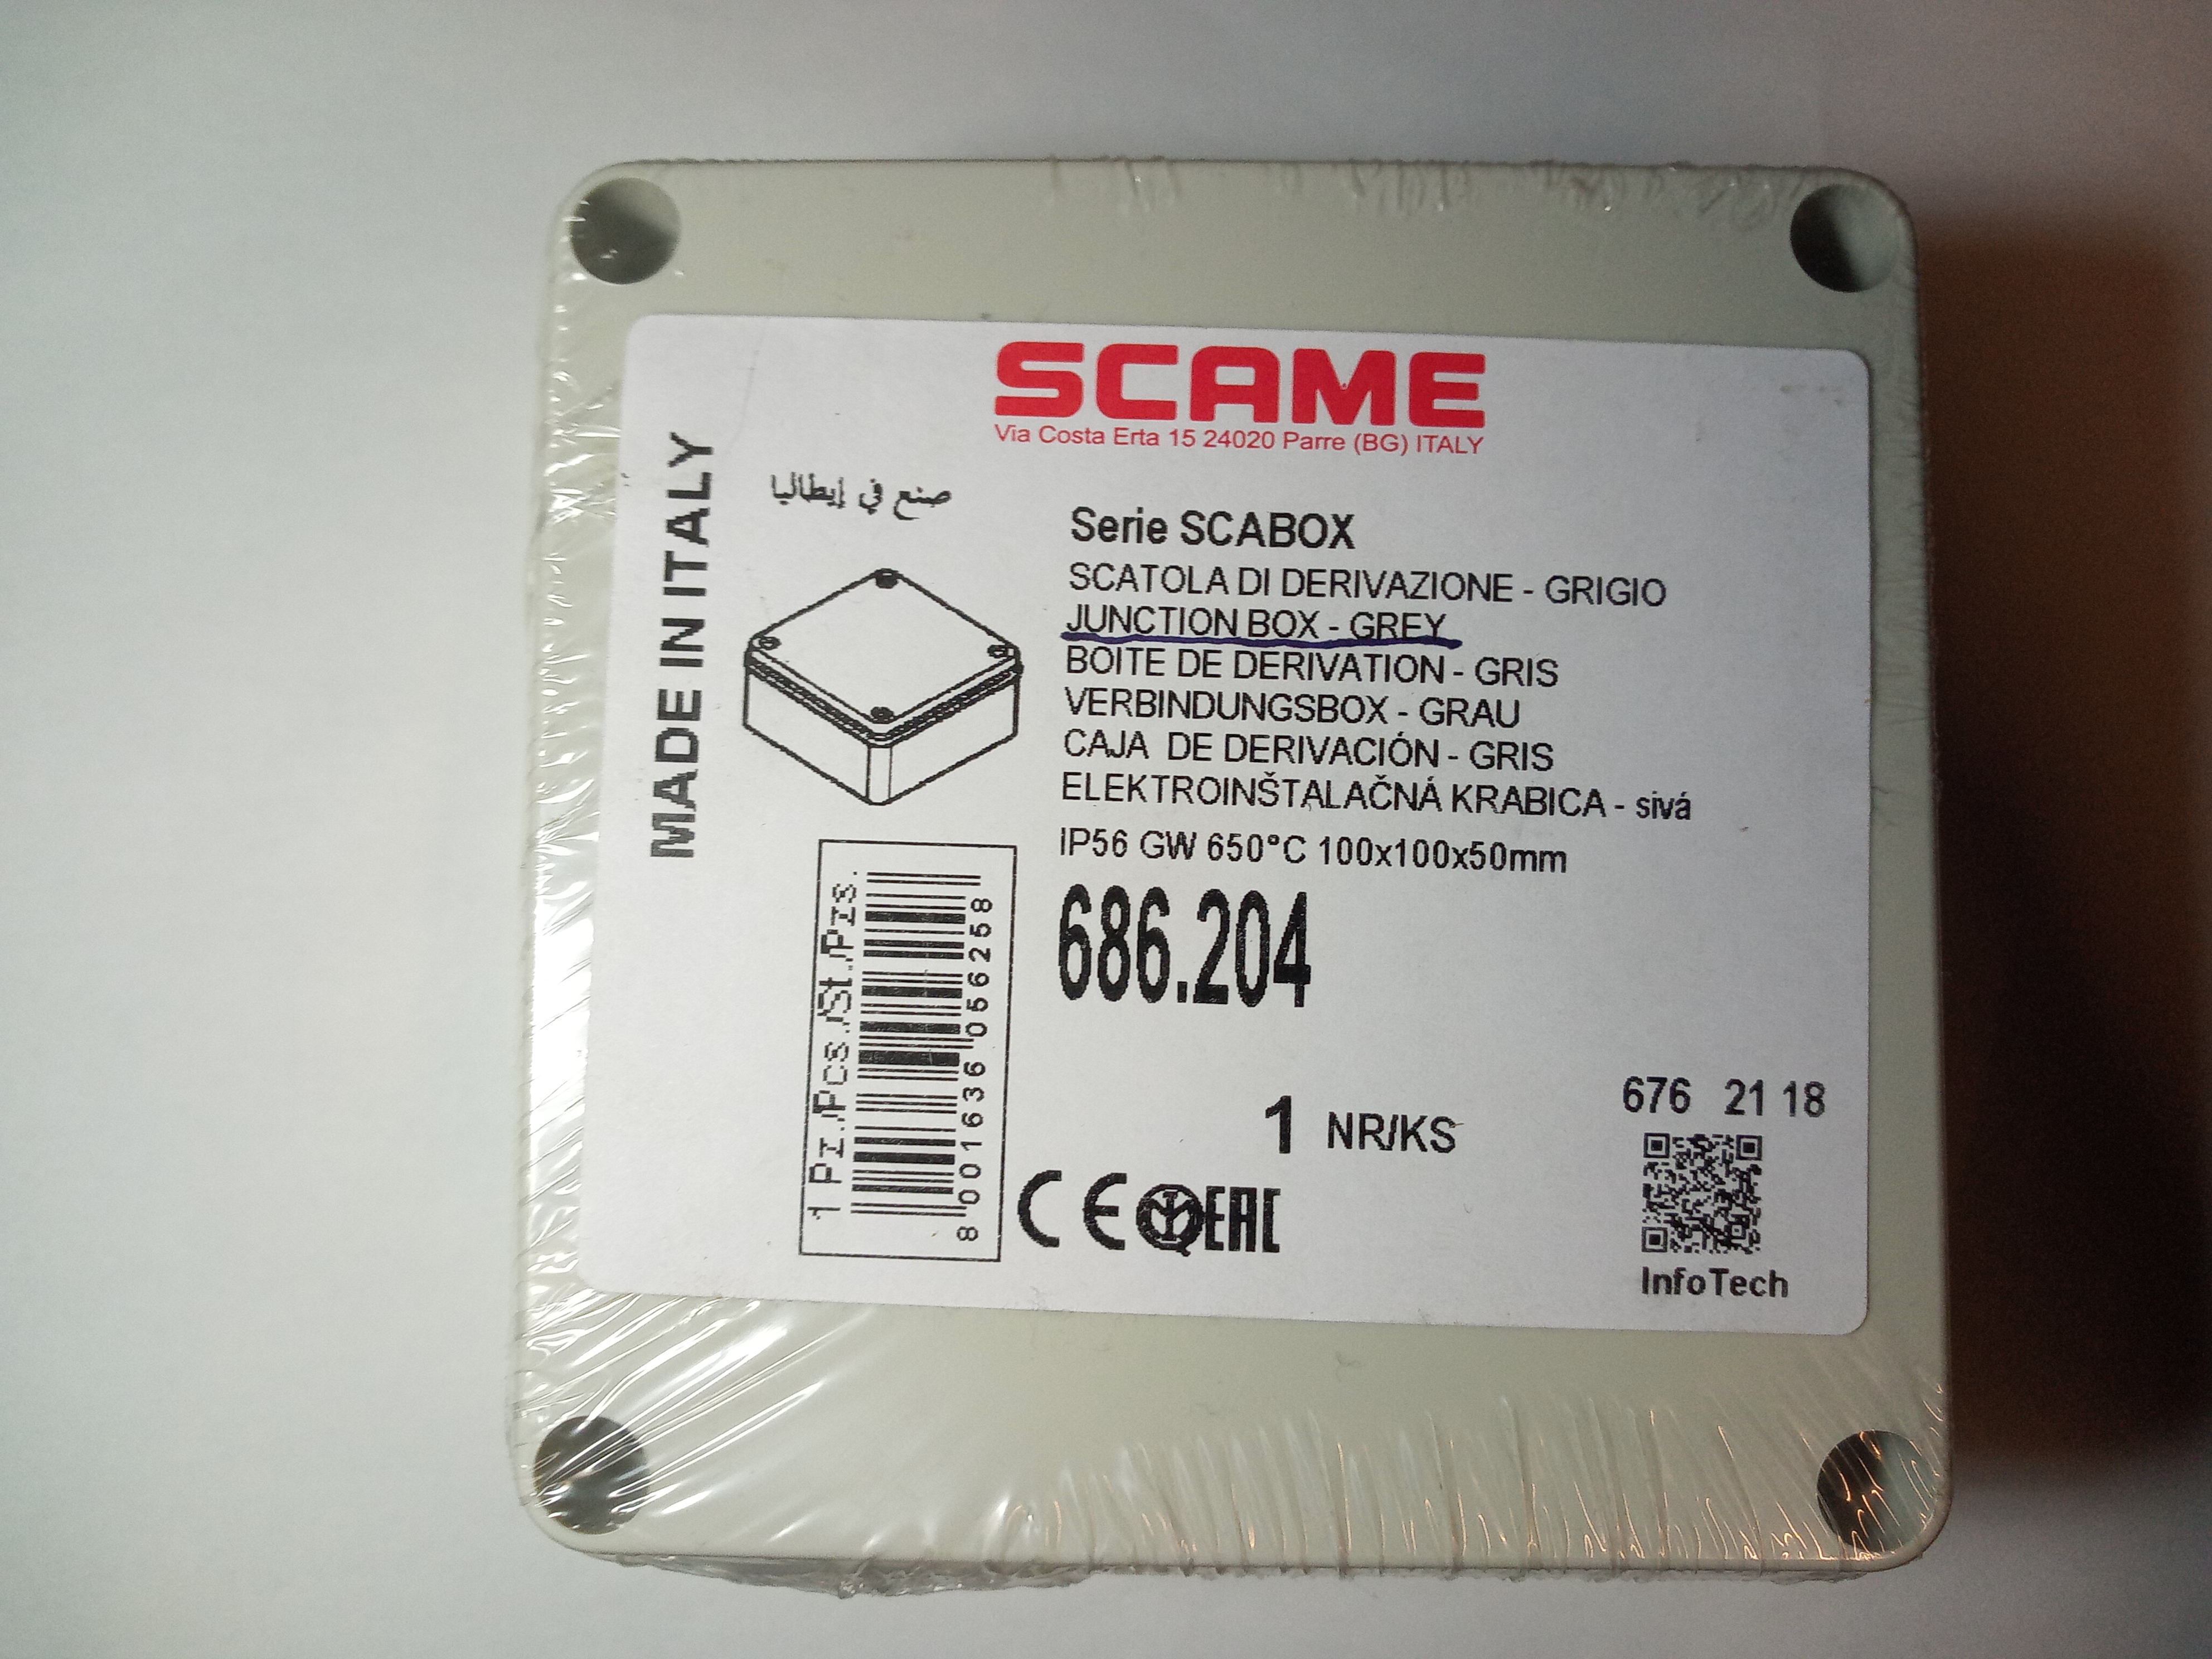 SCAME
Via Costa Erta 15 24020 Parre (BG) ITALY
MADE IN ITALY
صنع في إيطاليا
Serie SCABOX
SCATOLA DI DERIVAZIONE - GRIGIO
JUNCTION BOX - GREY
BOITE DE DERIVATION - GRIS
VERBINDUNGSBOX - GRAU
CAJA DE DERIVACIÓN - GRIS
ELEKTROINŠTALAČNÁ KRABICA - sivá
IP56 GW 650°C 100x100x50mm
686.204
1 Pz./Pcs./St./Pzs.
8 001636 056258
1 NR/KS
676 21 18
CE EAC
InfoTech